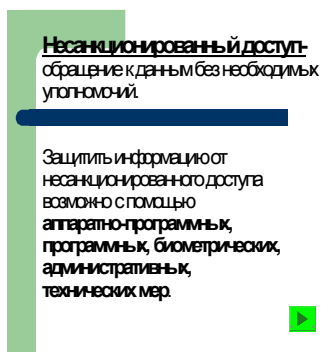 Несанкционированный доступ-
обращение к данным без необходимых
уполномочий.
Защитить информацию от
несанкционированного доступа
возможно с помощью
аппаратно-программных,
программных, биометрических,
административных,
технических мер.